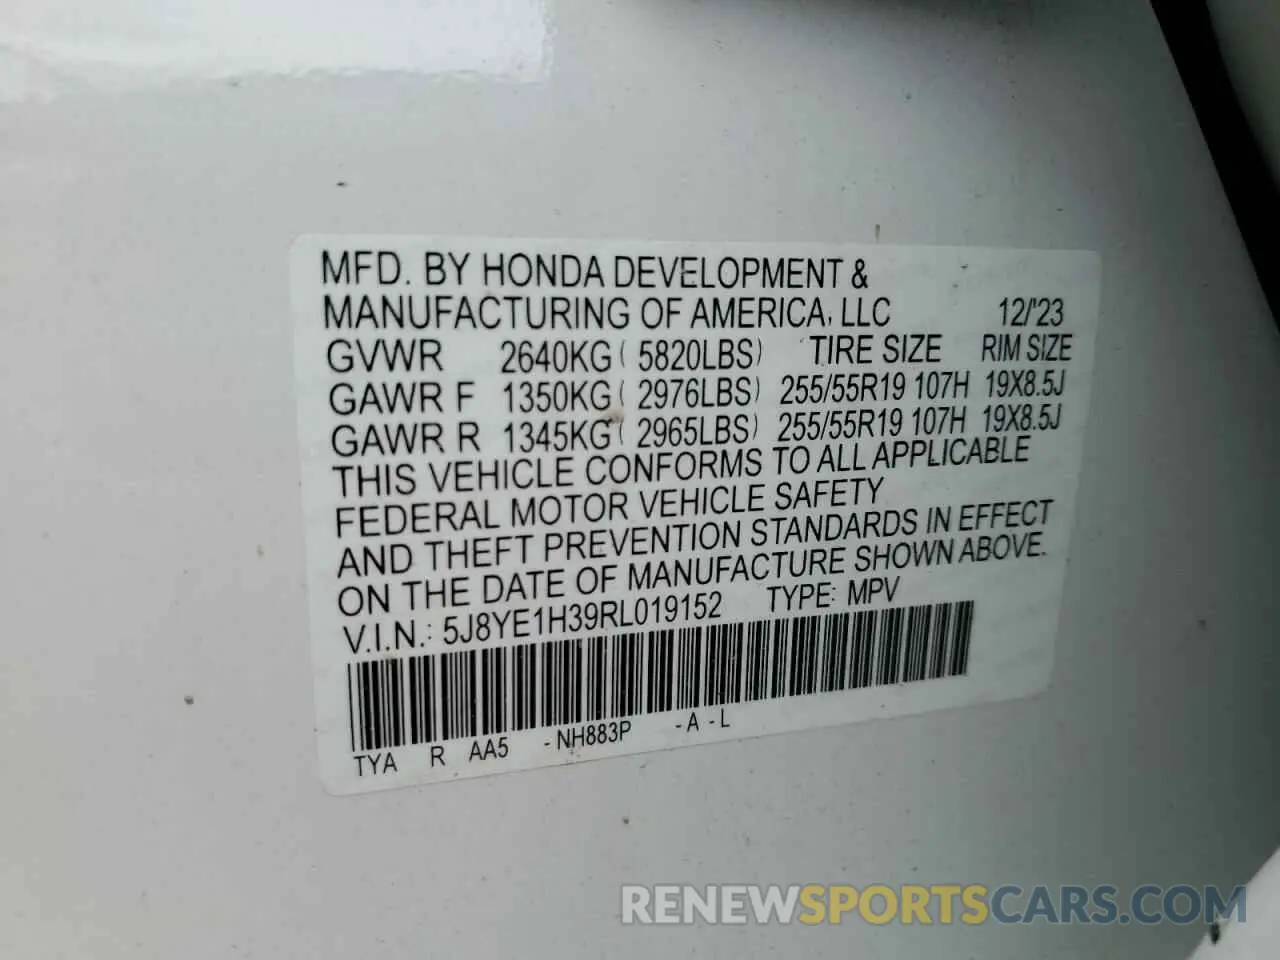 MFD. BY HONDA DEVELOPMENT &
MANUFACTURING OF AMERICA, LLC 12/'23
GVWR 2640KG ( 5820LBS) TIRE SIZE RIM SIZE
GAWR F 1350KG ( 2976LBS) 255/55R19 107H 19X8.5J
GAWR R 1345KG ( 2965LBS) 255/55R19 107H 19X8.5J
THIS VEHICLE CONFORMS TO ALL APPLICABLE
FEDERAL MOTOR VEHICLE SAFETY
AND THEFT PREVENTION STANDARDS IN EFFECT
ON THE DATE OF MANUFACTURE SHOWN ABOVE.
V.I.N.: 5J8YE1H39RL019152 TYPE: MPV
TYA R AA5 -NH883P -A -L
RENEWSPORTSCARS.COM